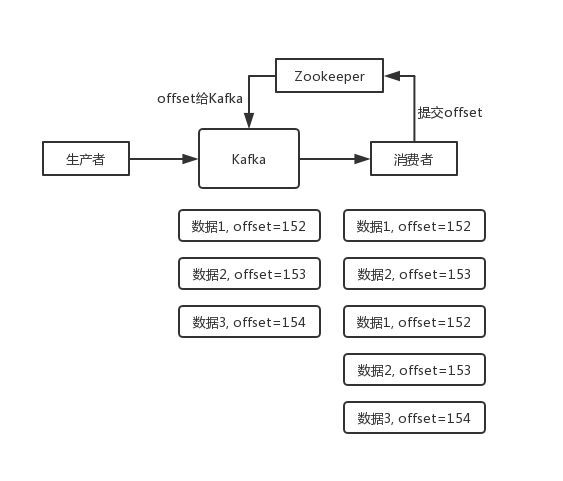 Zookeeper
offset给Kafka
提交offset
生产者
Kafka
消费者
数据1, offset=152
数据1, offset=152
数据2, offset=153
数据2, offset=153
数据3, offset=154
数据1, offset=152
数据2, offset=153
数据3, offset=154